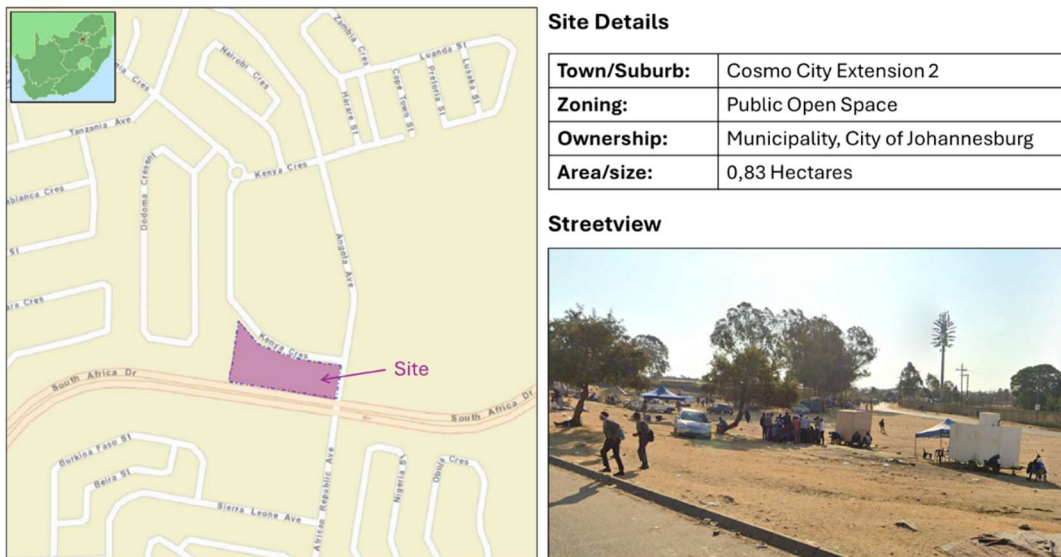 Site Details
Town/Suburb: Cosmo City Extension 2
Zoning: Public Open Space
Ownership: Municipality, City of Johannesburg
Area/size: 0,83 Hectares
Streetview
Zambia Cres
Luanda St
Nairobi Cres
Cape Town St
Pretoria St
Lusaka St
Harare St
Tanzania Ave
Kenya Cres
Dodoma Cresent
Angola Ave
St
Kenya Cres
Site
South Africa Dr
South Africa Dr
Burkina Faso St
Beira St
Sierra Leone Ave
African Republic Ave
Nigeria St
Cres